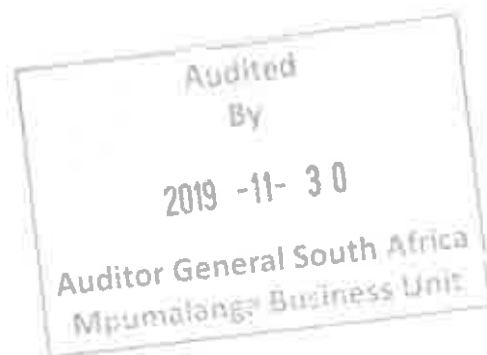 Audited
By
2019 -11- 30
Auditor General South Africa
Mpumalanga Business Unit